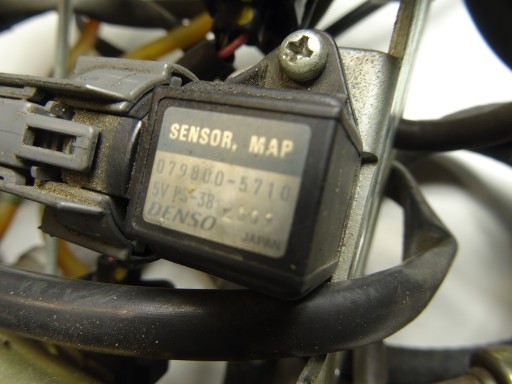 SENSOR, MAP
079800-5710
5V PS-3B
DENSO JAPAN